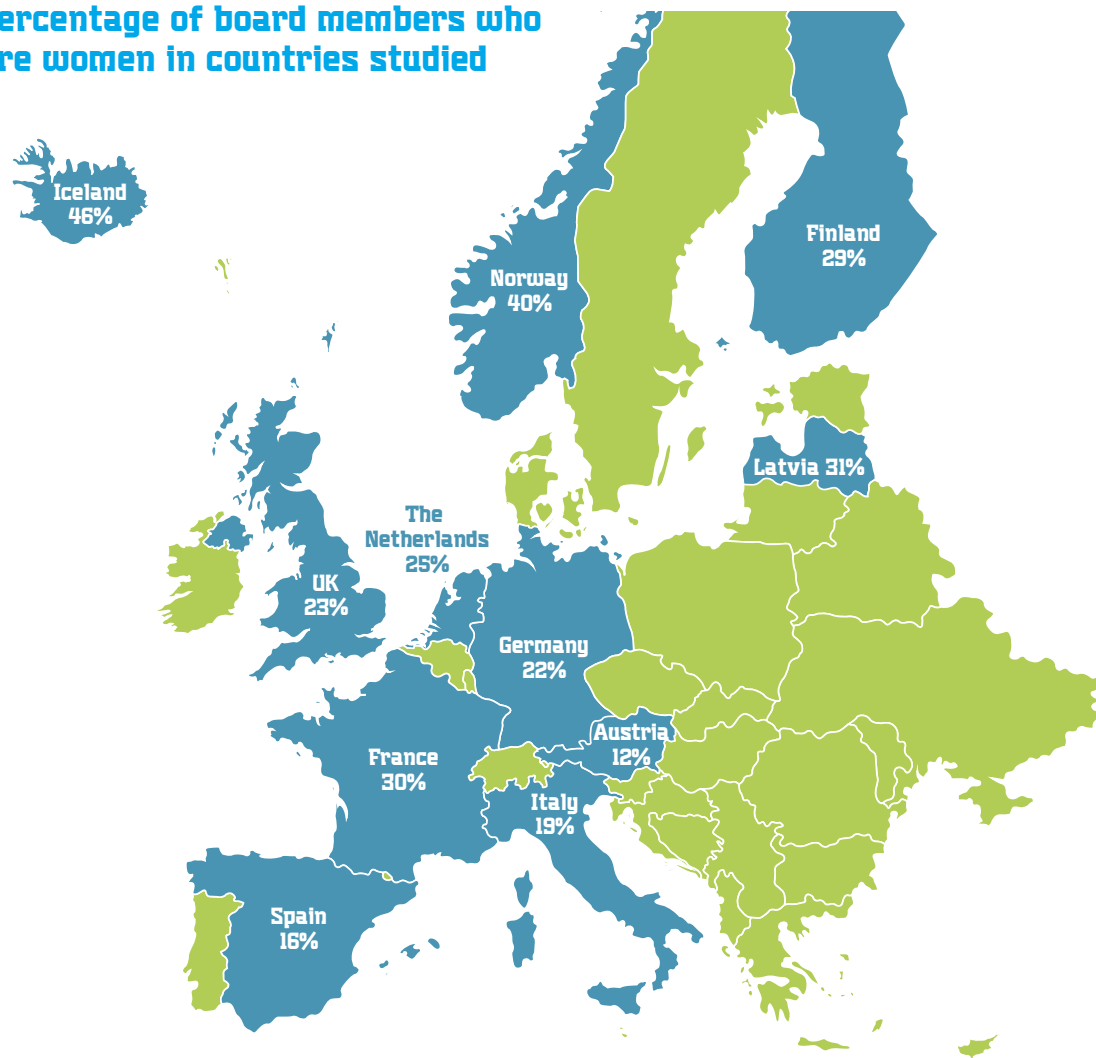 ercentage of board members who
re women in countries studied
Iceland
46%
Finland
29%
Norway
40%
Latvia 31%
The
Netherlands
25%
UK
23%
Germany
22%
Austria
12%
France
30%
Italy
19%
Spain
16%